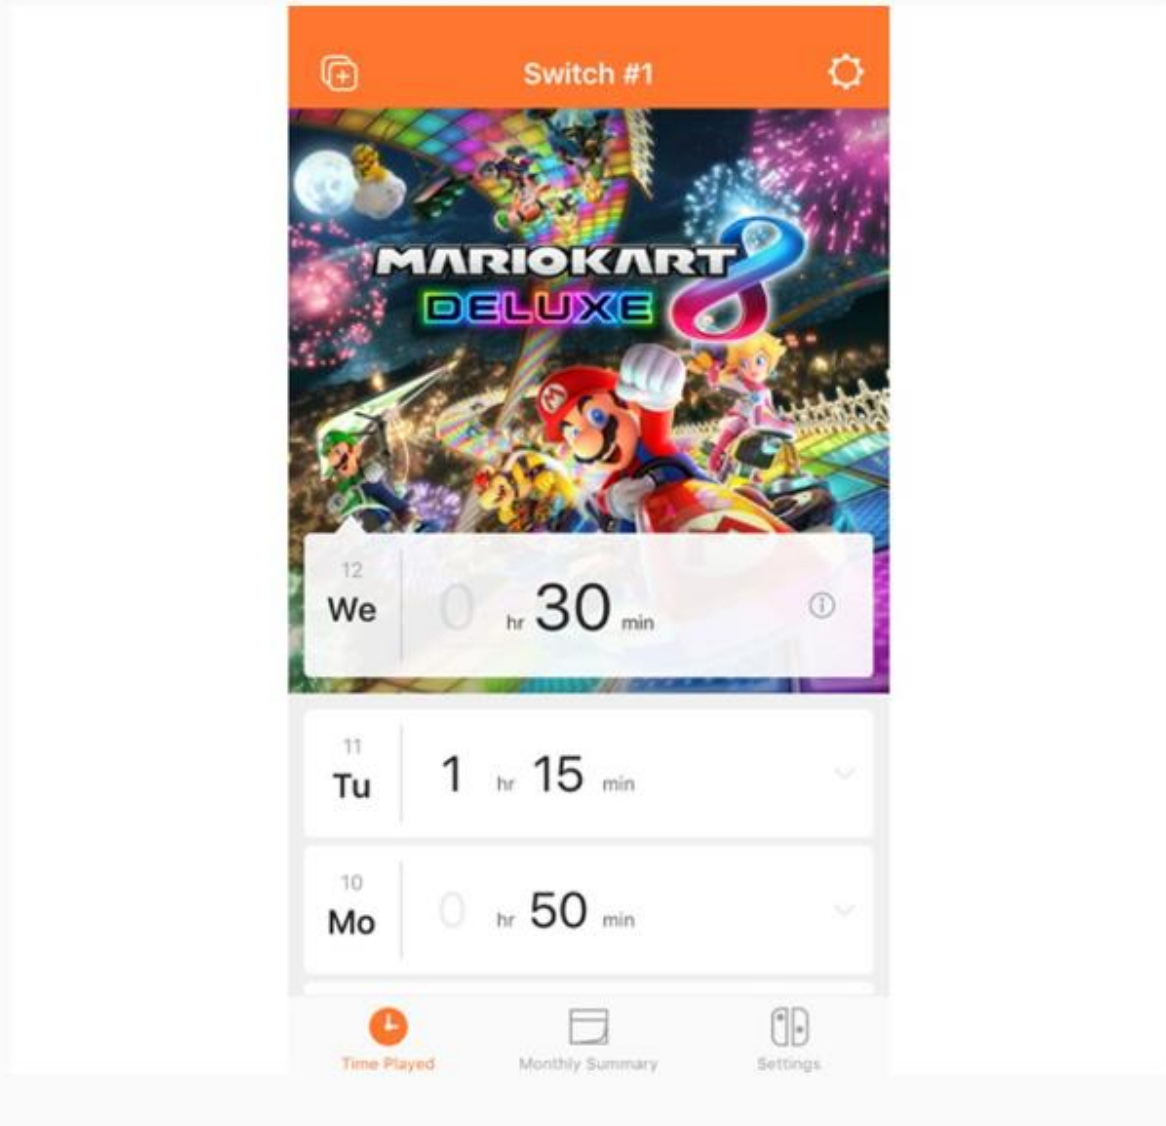 Switch #1
MARIOKART 8
DELUXE
12
We
0 hr 30 min
11
Tu
1 hr 15 min
10
Mo
0 hr 50 min
Time Played
Monthly Summary
Settings